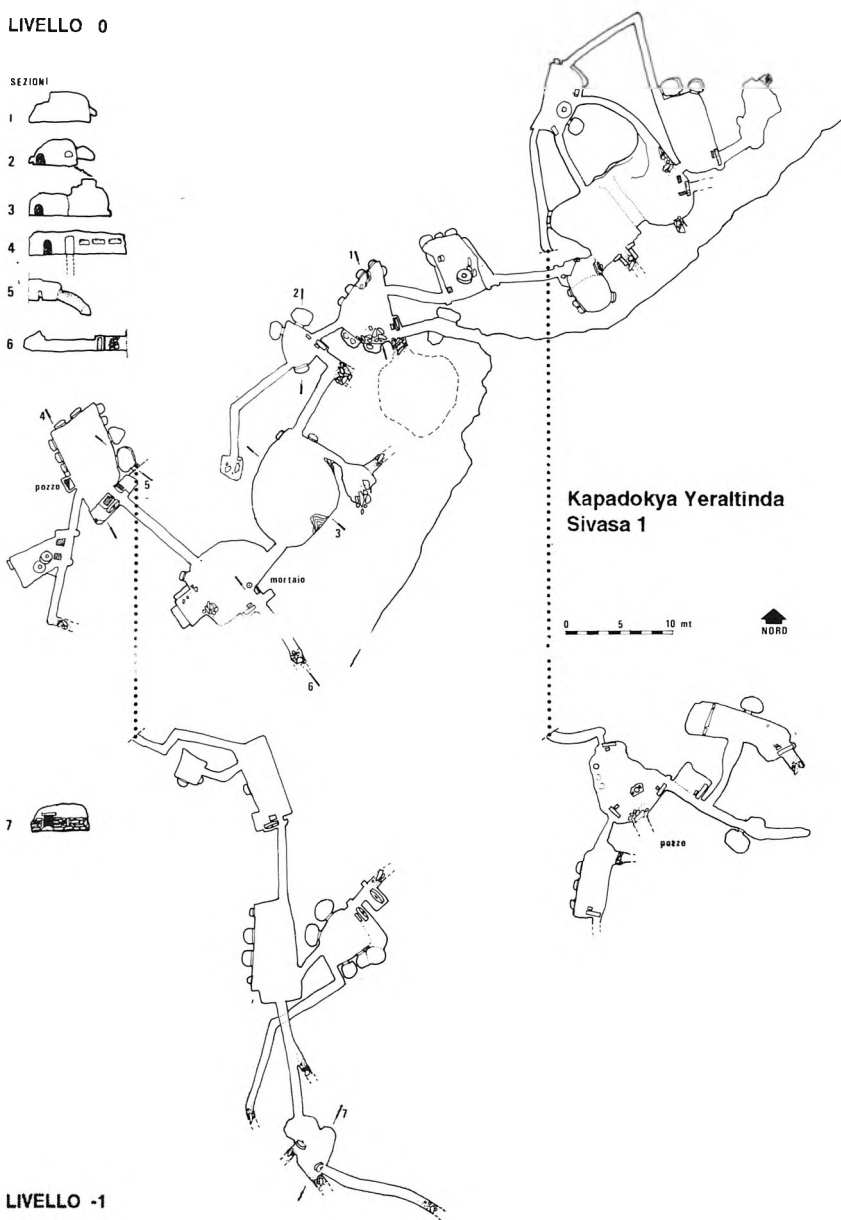 LIVELLO 0
SEZIONI
1
2
3
4
5
6
1
2
4
pozzo
5
3
mortaio
6
Kapadokya Yeraltinda
Sivasa 1
0 5 10 mt
NORD
7
pozzo
7
LIVELLO -1